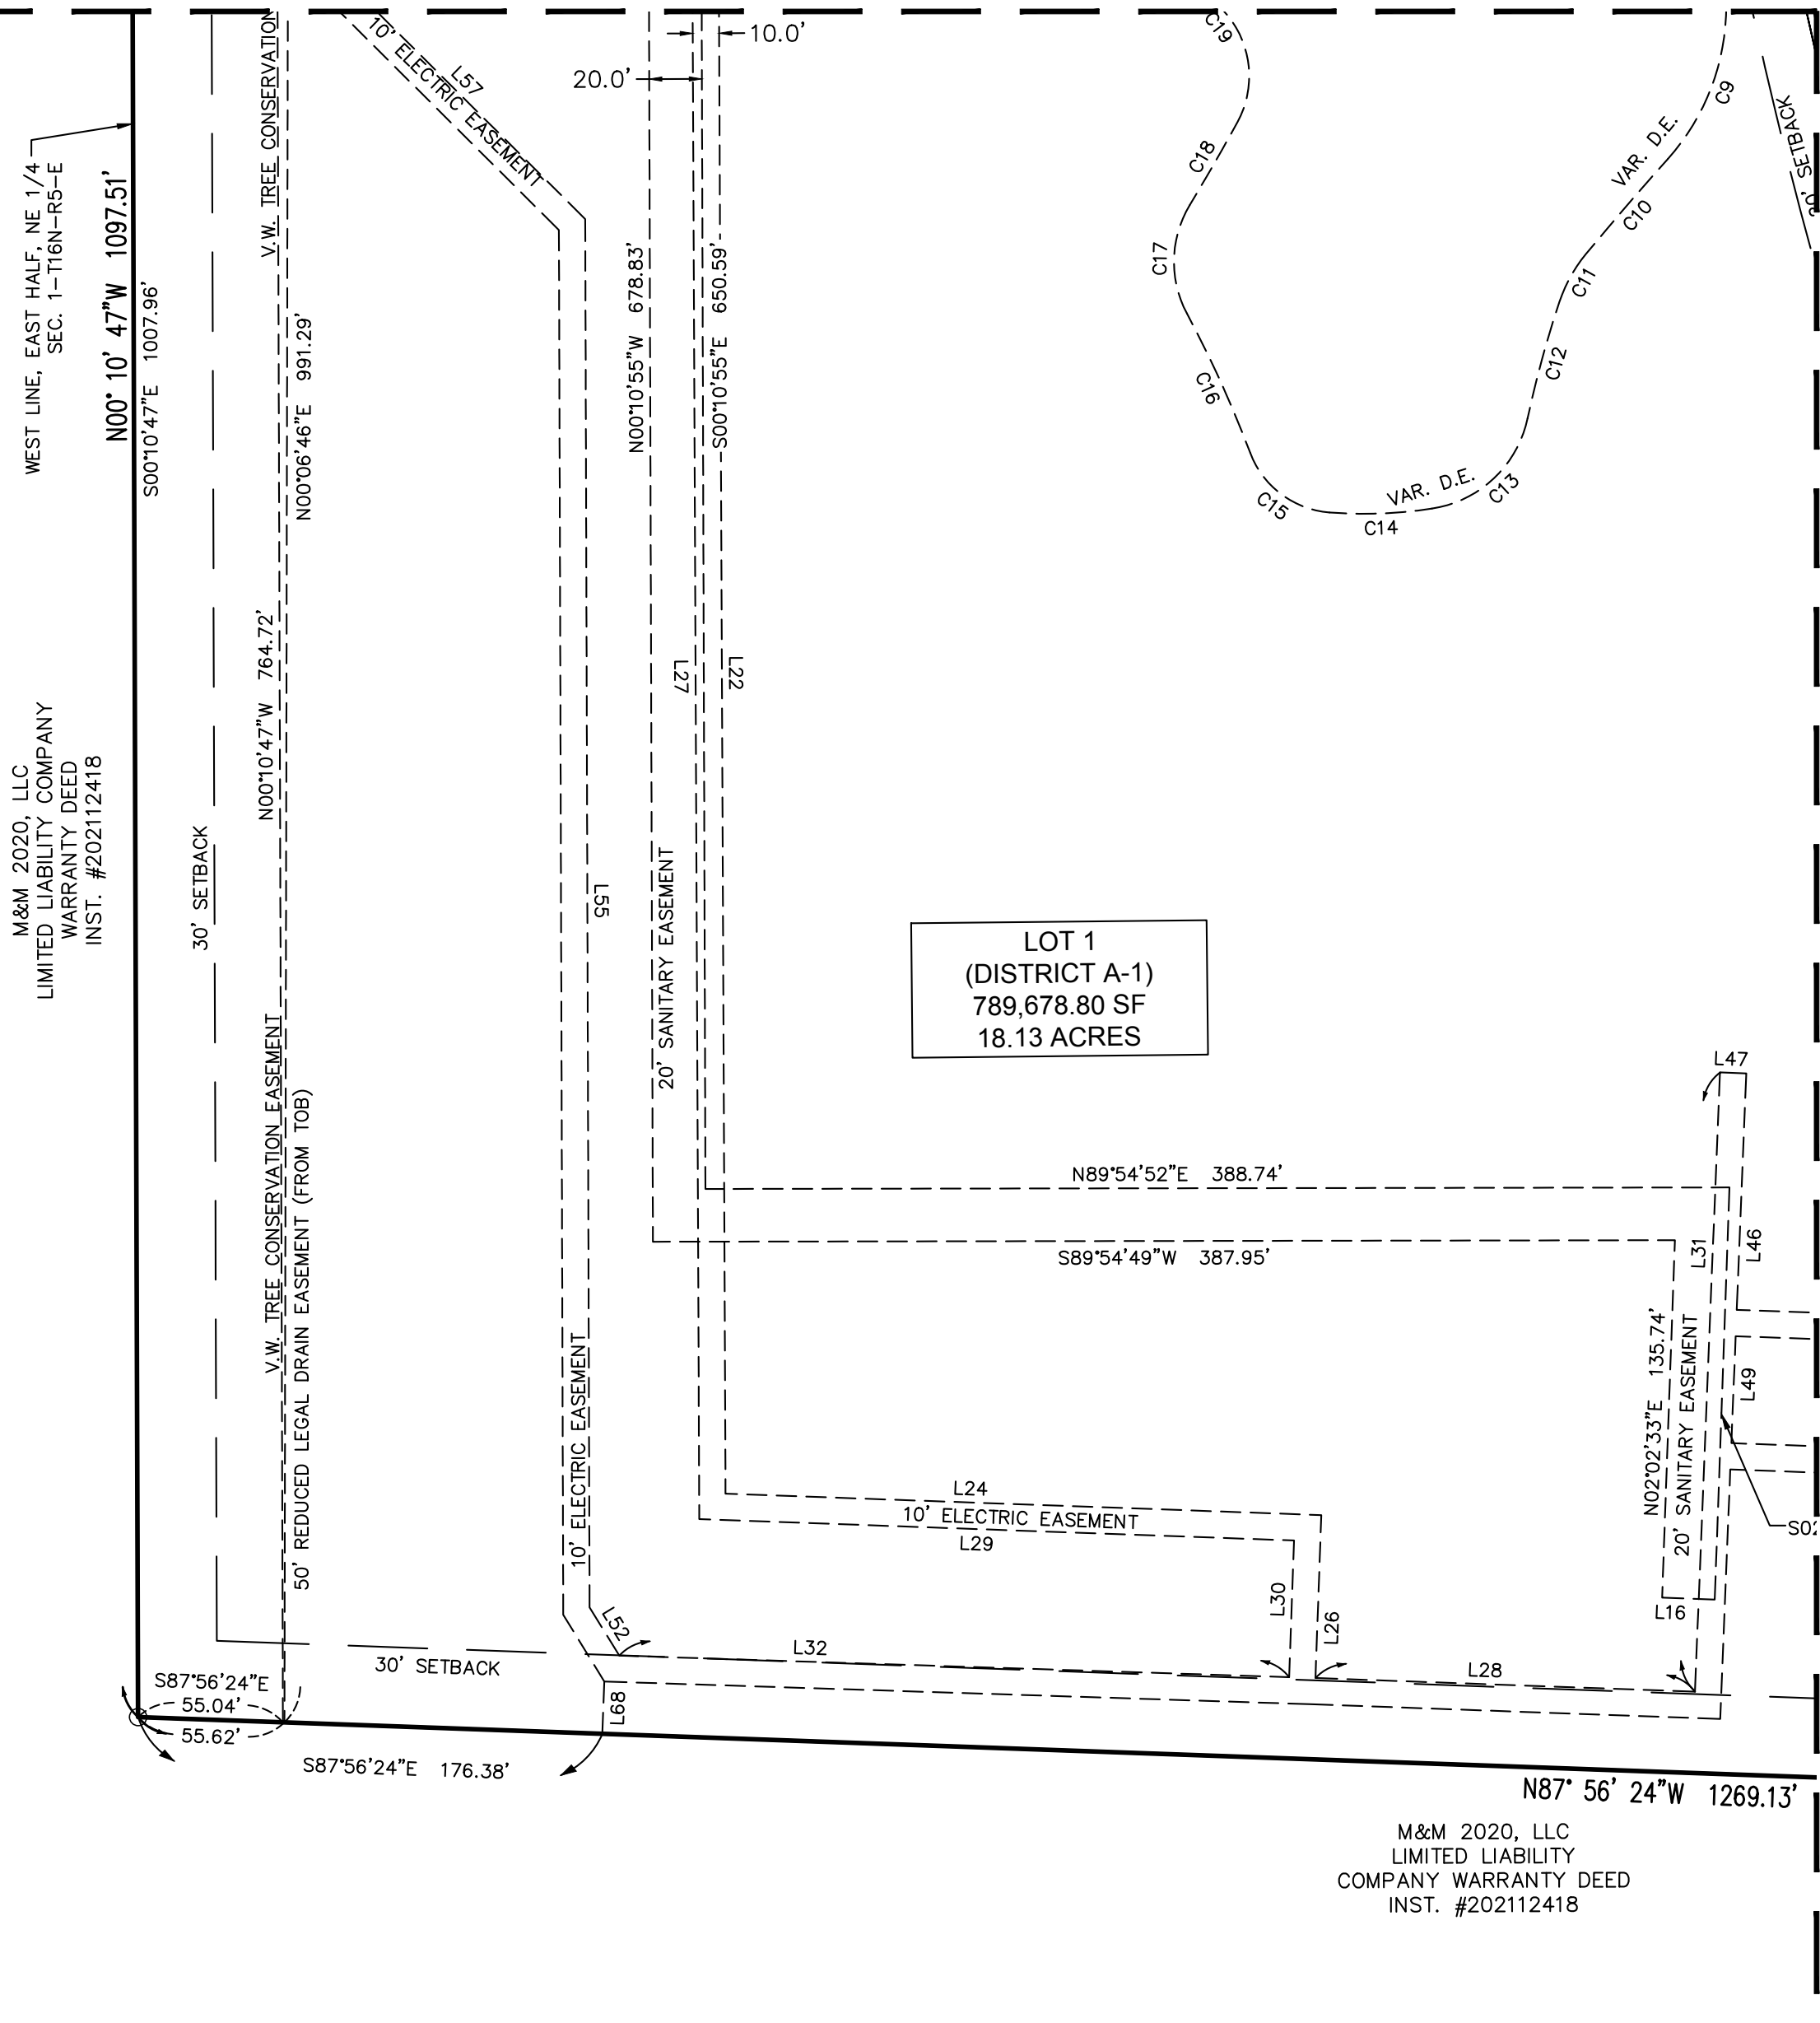 WEST LINE, EAST HALF, NE 1/4
SEC. 1-T16N-R5-E
N00° 10' 47"W 1097.51'
S00°10'47"E 1007.96'
V.W. TREE CONSERVATION
N00°06'46"E 991.29'
N00°10'47"W 764.72'
30' SETBACK
M&M 2020, LLC
LIMITED LIABILITY COMPANY
WARRANTY DEED
INST. #202112418
V.W. TREE CONSERVATION EASEMENT
50' REDUCED LEGAL DRAIN EASEMENT (FROM TOB)
10' ELECTRIC EASEMENT
L57
20.0'
10.0'
N00°10'55"W 678.83'
S00°10'55"E 650.59'
L27
L22
L55
20' SANITARY EASEMENT
10' ELECTRIC EASEMENT
C19
C18
C17
C16
C15
C14
VAR. D.E.
C13
C12
C11
C10
VAR. D.E.
C9
30' SETBACK
LOT 1
(DISTRICT A-1)
789,678.80 SF
18.13 ACRES
L47
N89°54'52"E 388.74'
S89°54'49"W 387.95'
L31
L46
L49
N02°02'33"E 135.74'
20' SANITARY EASEMENT
L16
L24
10' ELECTRIC EASEMENT
L29
L30
L26
L52
L32
L28
30' SETBACK
L68
S87°56'24"E
55.04'
55.62'
S87°56'24"E 176.38'
N87° 56' 24"W 1269.13'
M&M 2020, LLC
LIMITED LIABILITY
COMPANY WARRANTY DEED
INST. #202112418